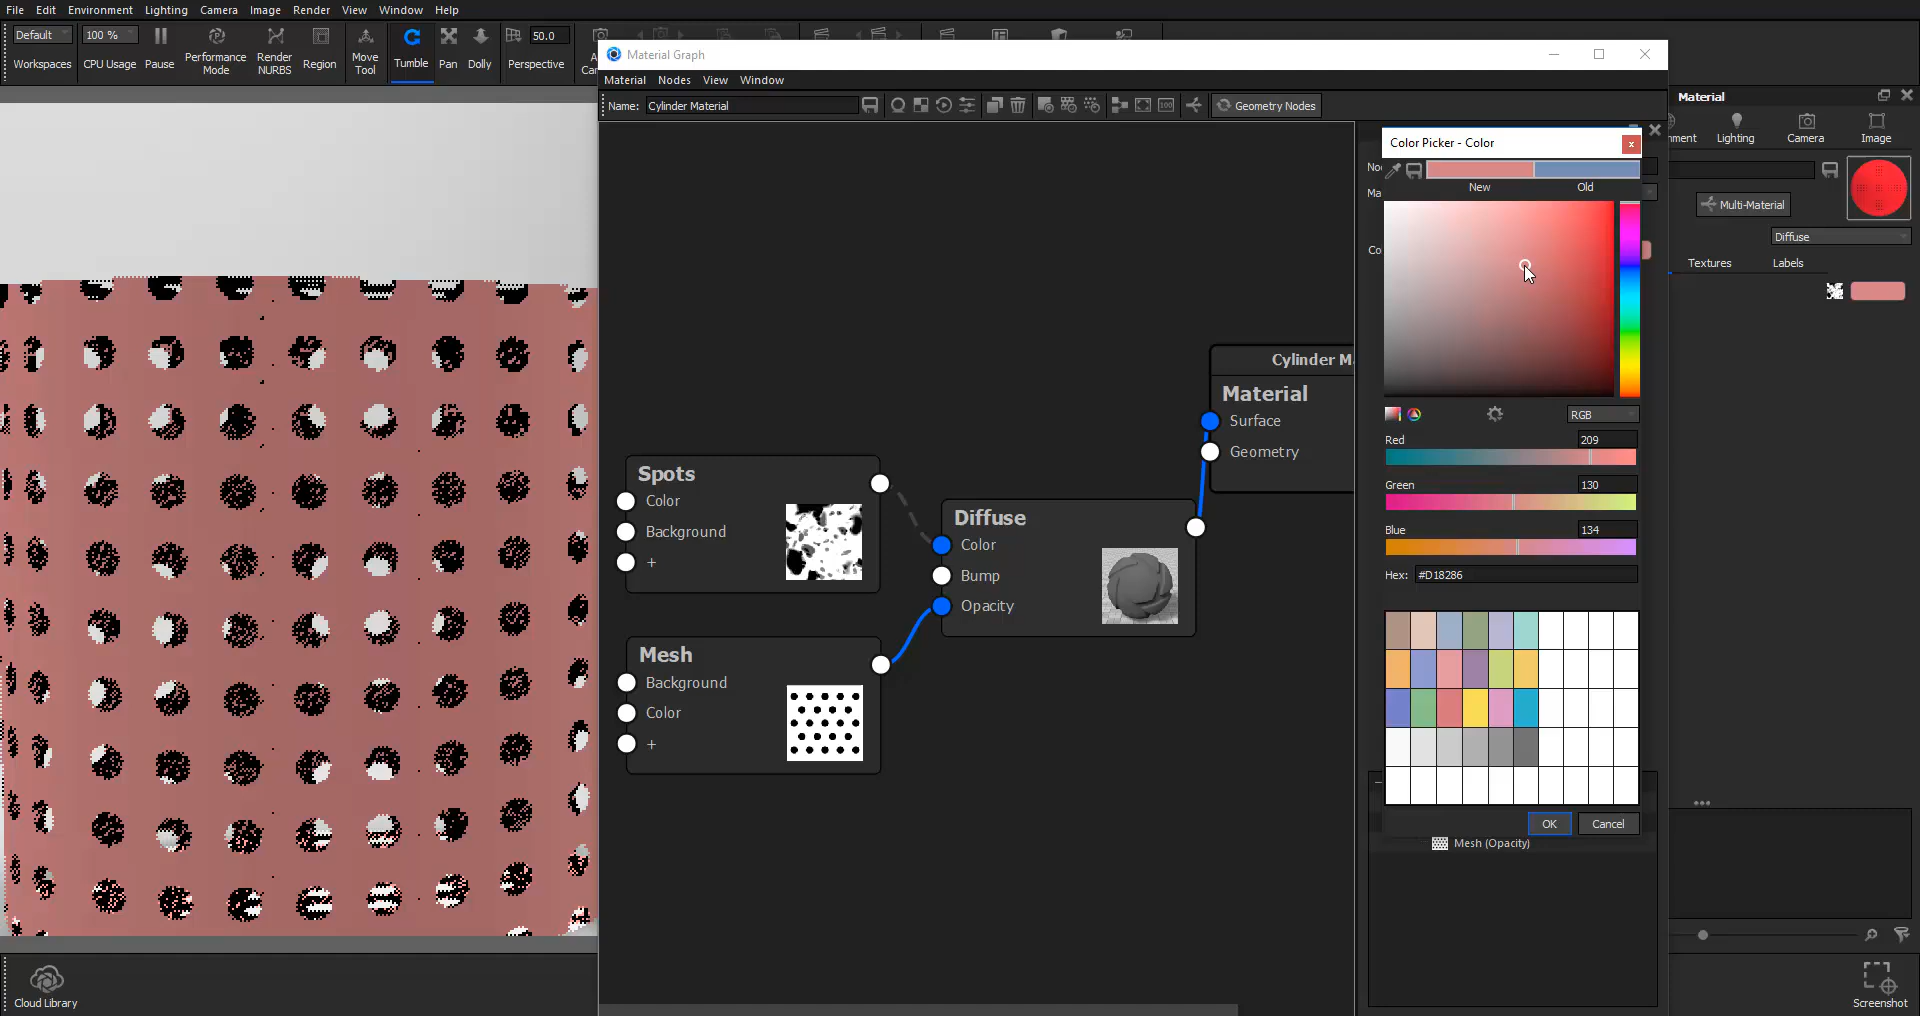 File Edit Environment Lighting Camera Image Render View Window Help
Default 100 % 50.0
Workspaces CPU Usage Pause Performance Mode Render NURBS Region Move Tool Tumble Pan Dolly Perspective
Material Graph
Material Nodes View Window
Name: Cylinder Material Geometry Nodes
Color Picker - Color
New Old
RGB
Red 209
Green 130
Blue 134
Hex: #D18286
OK Cancel
Mesh (Opacity)
Spots
Color
Background
+
Mesh
Background
Color
+
Diffuse
Color
Bump
Opacity
Cylinder
Material
Surface
Geometry
Material
Lighting Camera Image
Multi-Material
Diffuse
Textures Labels
Cloud Library
Screenshot